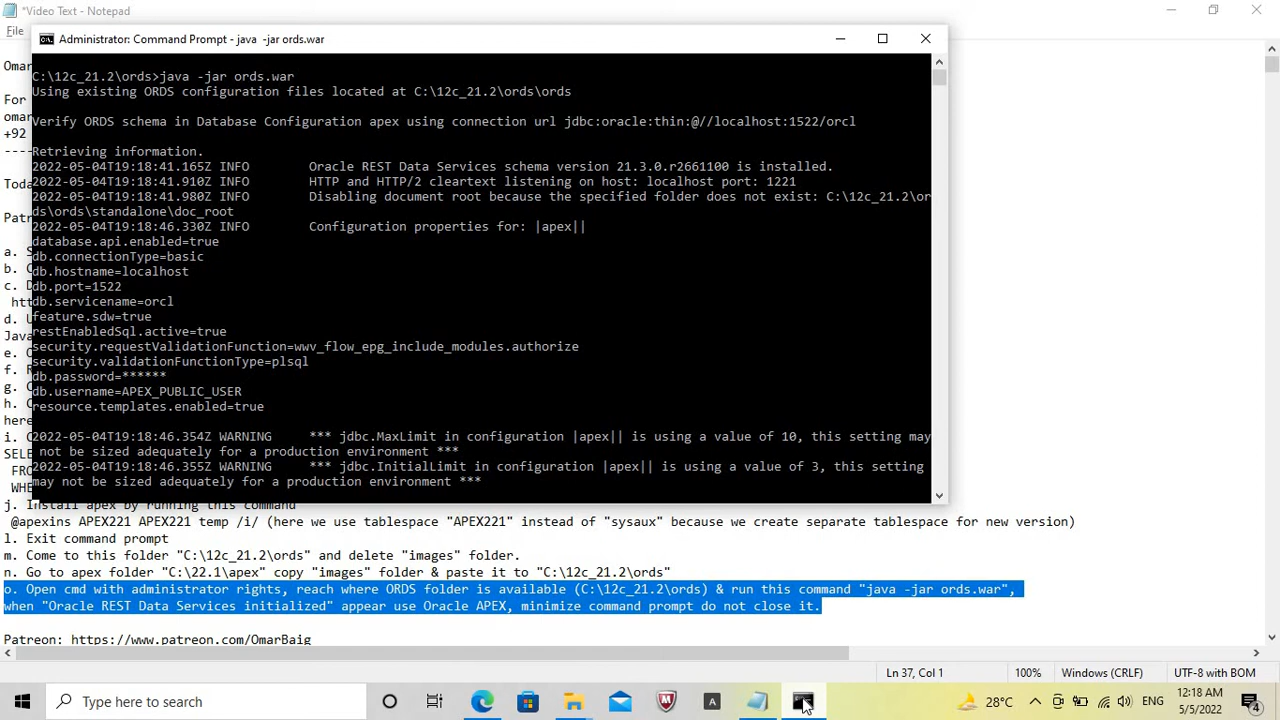 *Video Text - Notepad
File
Administrator: Command Prompt - java -jar ords.war
Omar
For
omar
+92
Toda
Patr
a. S
b. C
c. D
d. U
Java
e. C
f. R
g. C
h. C
here
i. C
SELE
FRO
WHE
C:\12c_21.2\ords>java -jar ords.war
Using existing ORDS configuration files located at C:\12c_21.2\ords\ords
Verify ORDS schema in Database Configuration apex using connection url jdbc:oracle:thin:@//localhost:1522/orcl
Retrieving information.
2022-05-04T19:18:41.165Z INFO Oracle REST Data Services schema version 21.3.0.r2661100 is installed.
2022-05-04T19:18:41.910Z INFO HTTP and HTTP/2 cleartext listening on host: localhost port: 1221
2022-05-04T19:18:41.980Z INFO Disabling document root because the specified folder does not exist: C:\12c_21.2\or
ds\ords\standalone\doc_root
2022-05-04T19:18:46.330Z INFO Configuration properties for: |apex||
database.api.enabled=true
db.connectionType=basic
db.hostname=localhost
db.port=1522
db.servicename=orcl
feature.sdw=true
restEnabledSql.active=true
security.requestValidationFunction=wwv_flow_epg_include_modules.authorize
security.validationFunctionType=plsql
db.password=******
db.username=APEX_PUBLIC_USER
resource.templates.enabled=true
2022-05-04T19:18:46.354Z WARNING *** jdbc.MaxLimit in configuration |apex|| is using a value of 10, this setting may
not be sized adequately for a production environment ***
2022-05-04T19:18:46.355Z WARNING *** jdbc.InitialLimit in configuration |apex|| is using a value of 3, this setting
may not be sized adequately for a production environment ***
j. Install apex by running this command
@apexins APEX221 APEX221 temp /i/ (here we use tablespace "APEX221" instead of "sysaux" because we create separate tablespace for new version)
l. Exit command prompt
m. Come to this folder "C:\12c_21.2\ords" and delete "images" folder.
n. Go to apex folder "C:\22.1\apex" copy "images" folder & paste it to "C:\12c_21.2\ords"
o. Open cmd with administrator rights, reach where ORDS folder is available (C:\12c_21.2\ords) & run this command "java -jar ords.war",
when "Oracle REST Data Services initialized" appear use Oracle APEX, minimize command prompt do not close it.
Patreon: https://www.patreon.com/OmarBaig
Ln 37, Col 1
100%
Windows (CRLF)
UTF-8 with BOM
Type here to search
28°C
ENG
12:18 AM
5/5/2022
4